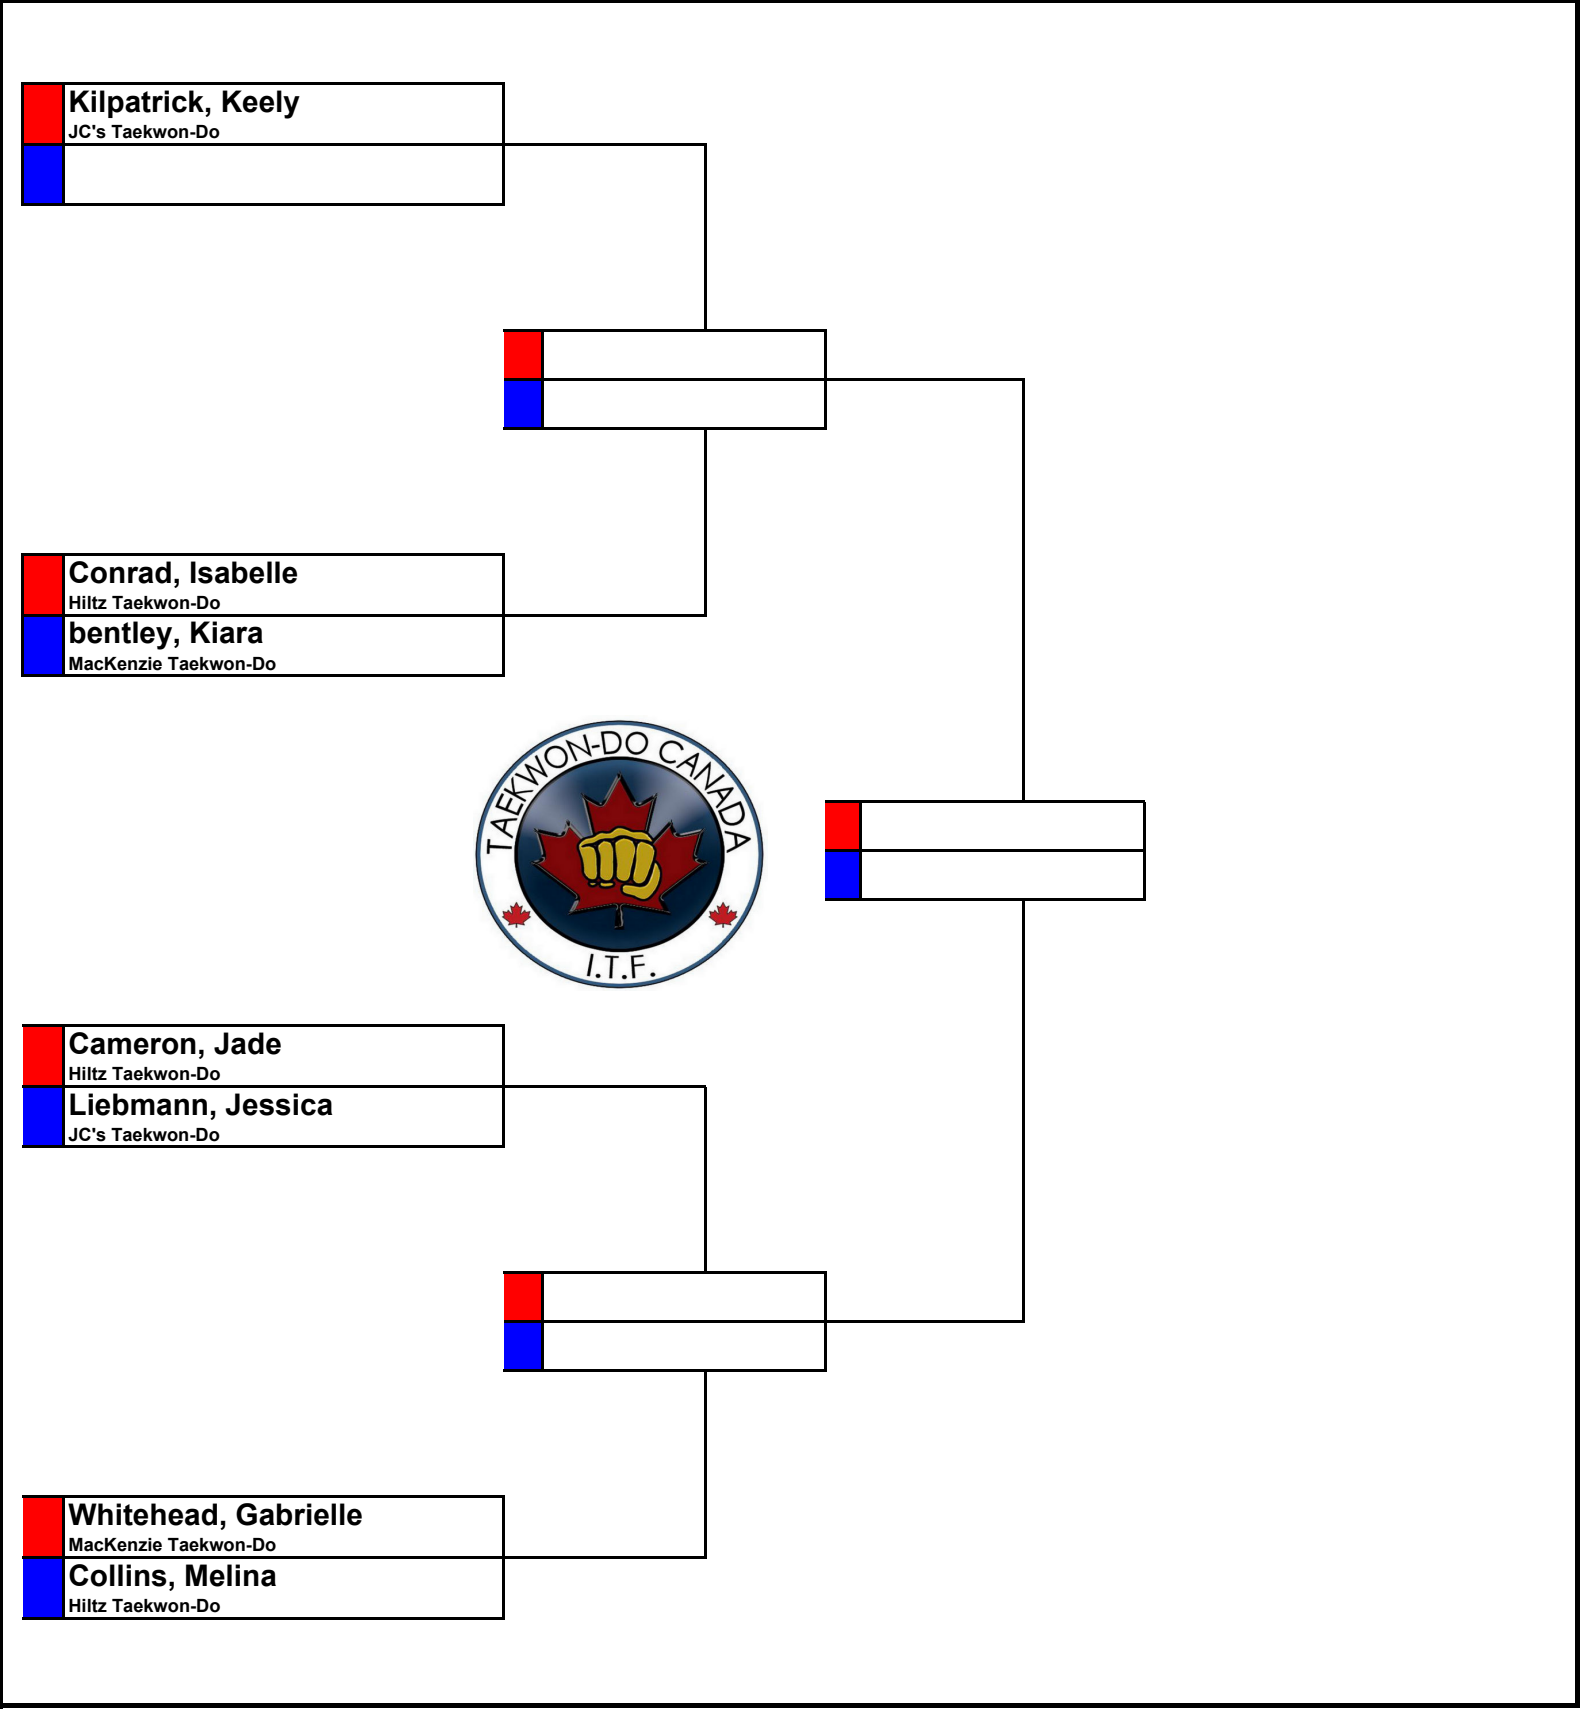 Kilpatrick, Keely
JC's Taekwon-Do
Conrad, Isabelle
Hiltz Taekwon-Do
bentley, Kiara
MacKenzie Taekwon-Do
TAEKWON-DO CANADA
I.T.F.
Cameron, Jade
Hiltz Taekwon-Do
Liebmann, Jessica
JC's Taekwon-Do
Whitehead, Gabrielle
MacKenzie Taekwon-Do
Collins, Melina
Hiltz Taekwon-Do